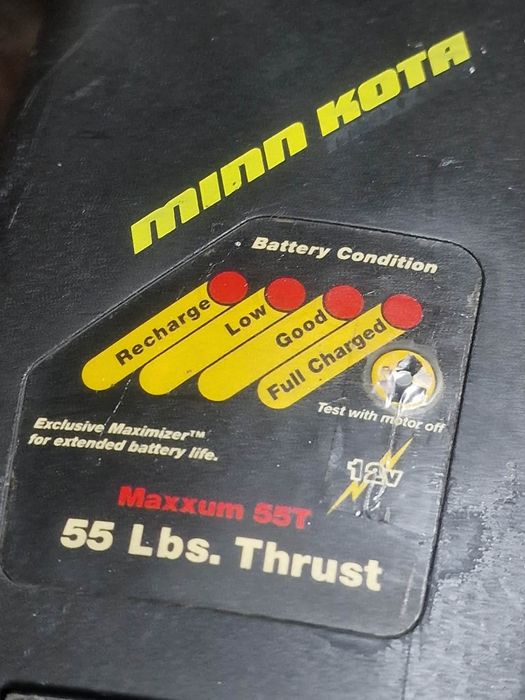 MINN KOTA
Battery Condition
Recharge
Low
Good
Full Charged
Test with motor off
Exclusive Maximizer™
for extended battery life.
12v
Maxxum 55T
55 Lbs. Thrust